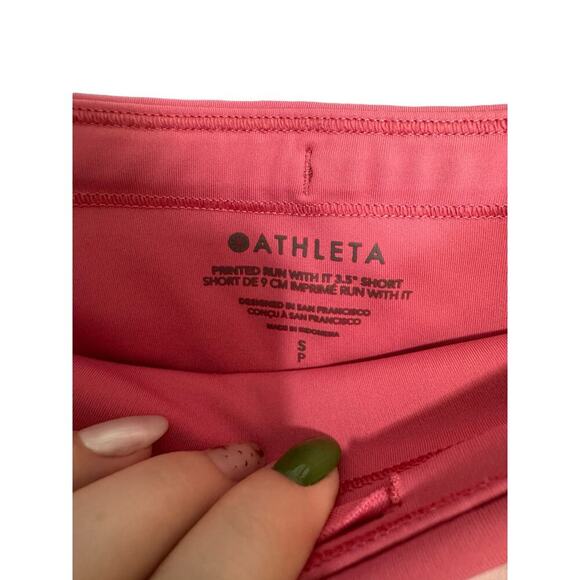 ATHLETA
PRINTED RUN WITH IT 3.5" SHORT
SHORT DE 9 CM IMPRIMÉ RUN WITH IT
DESIGNED IN SAN FRANCISCO
CONÇU À SAN FRANCISCO
MADE IN INDONESIA
S
P